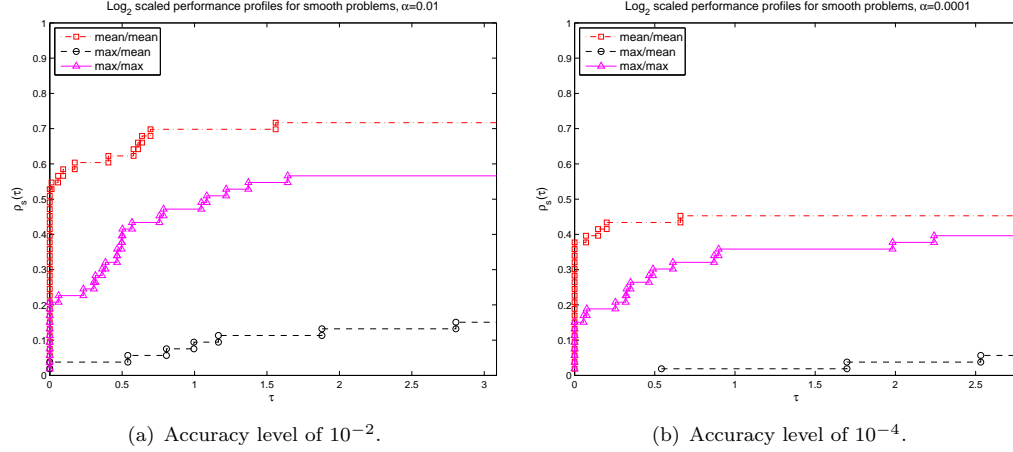 Log2 scaled performance profiles for smooth problems, α=0.01
mean/mean
max/mean
max/max
1
0.9
0.8
0.7
0.6
0.5
0.4
0.3
0.2
0.1
0
ρs(τ)
0 0.5 1 1.5 2 2.5 3
τ
(a) Accuracy level of 10−2.
Log2 scaled performance profiles for smooth problems, α=0.0001
mean/mean
max/mean
max/max
1
0.9
0.8
0.7
0.6
0.5
0.4
0.3
0.2
0.1
0
ρs(τ)
0 0.5 1 1.5 2 2.5
τ
(b) Accuracy level of 10−4.